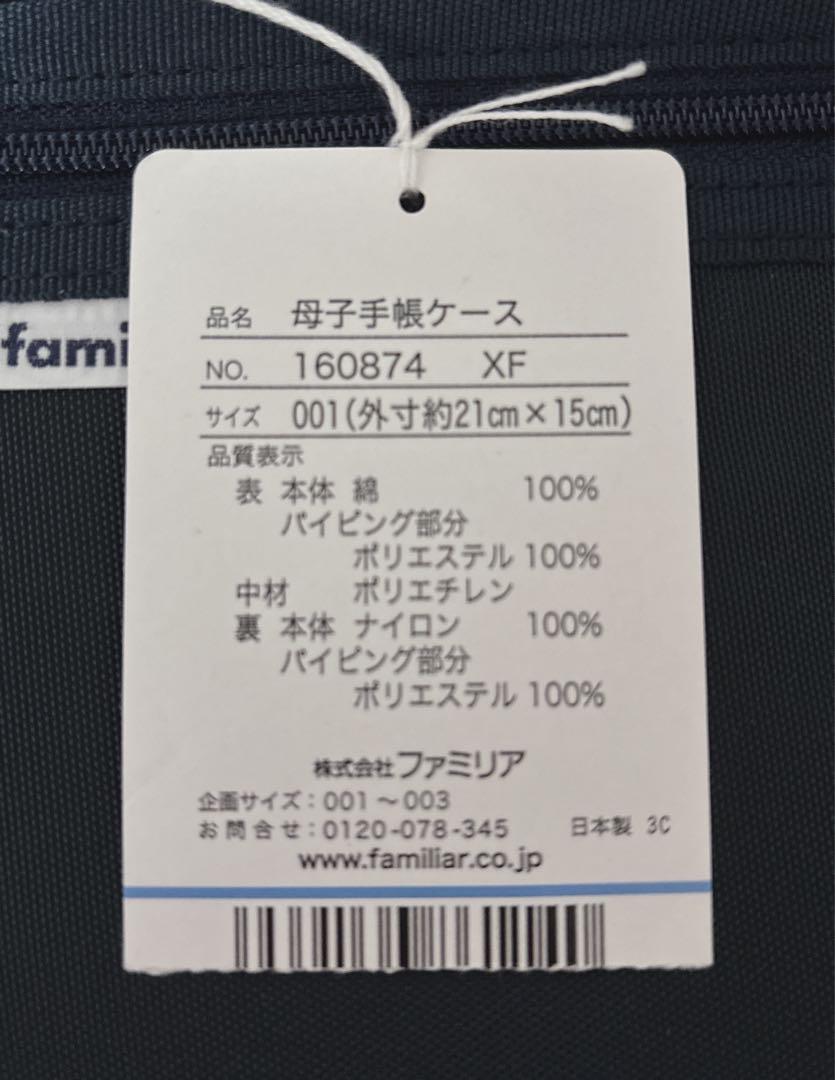 fami
品名 母子手帳ケース
NO. 160874 XF
サイズ 001(外寸約21cm×15cm)
品質表示
表 本体 綿 100%
パイピング部分
ポリエステル 100%
中材 ポリエチレン
裏 本体 ナイロン 100%
パイピング部分
ポリエステル 100%
株式会社ファミリア
企画サイズ：001～003
お問合せ：0120-078-345 日本製 3C
www.familiar.co.jp